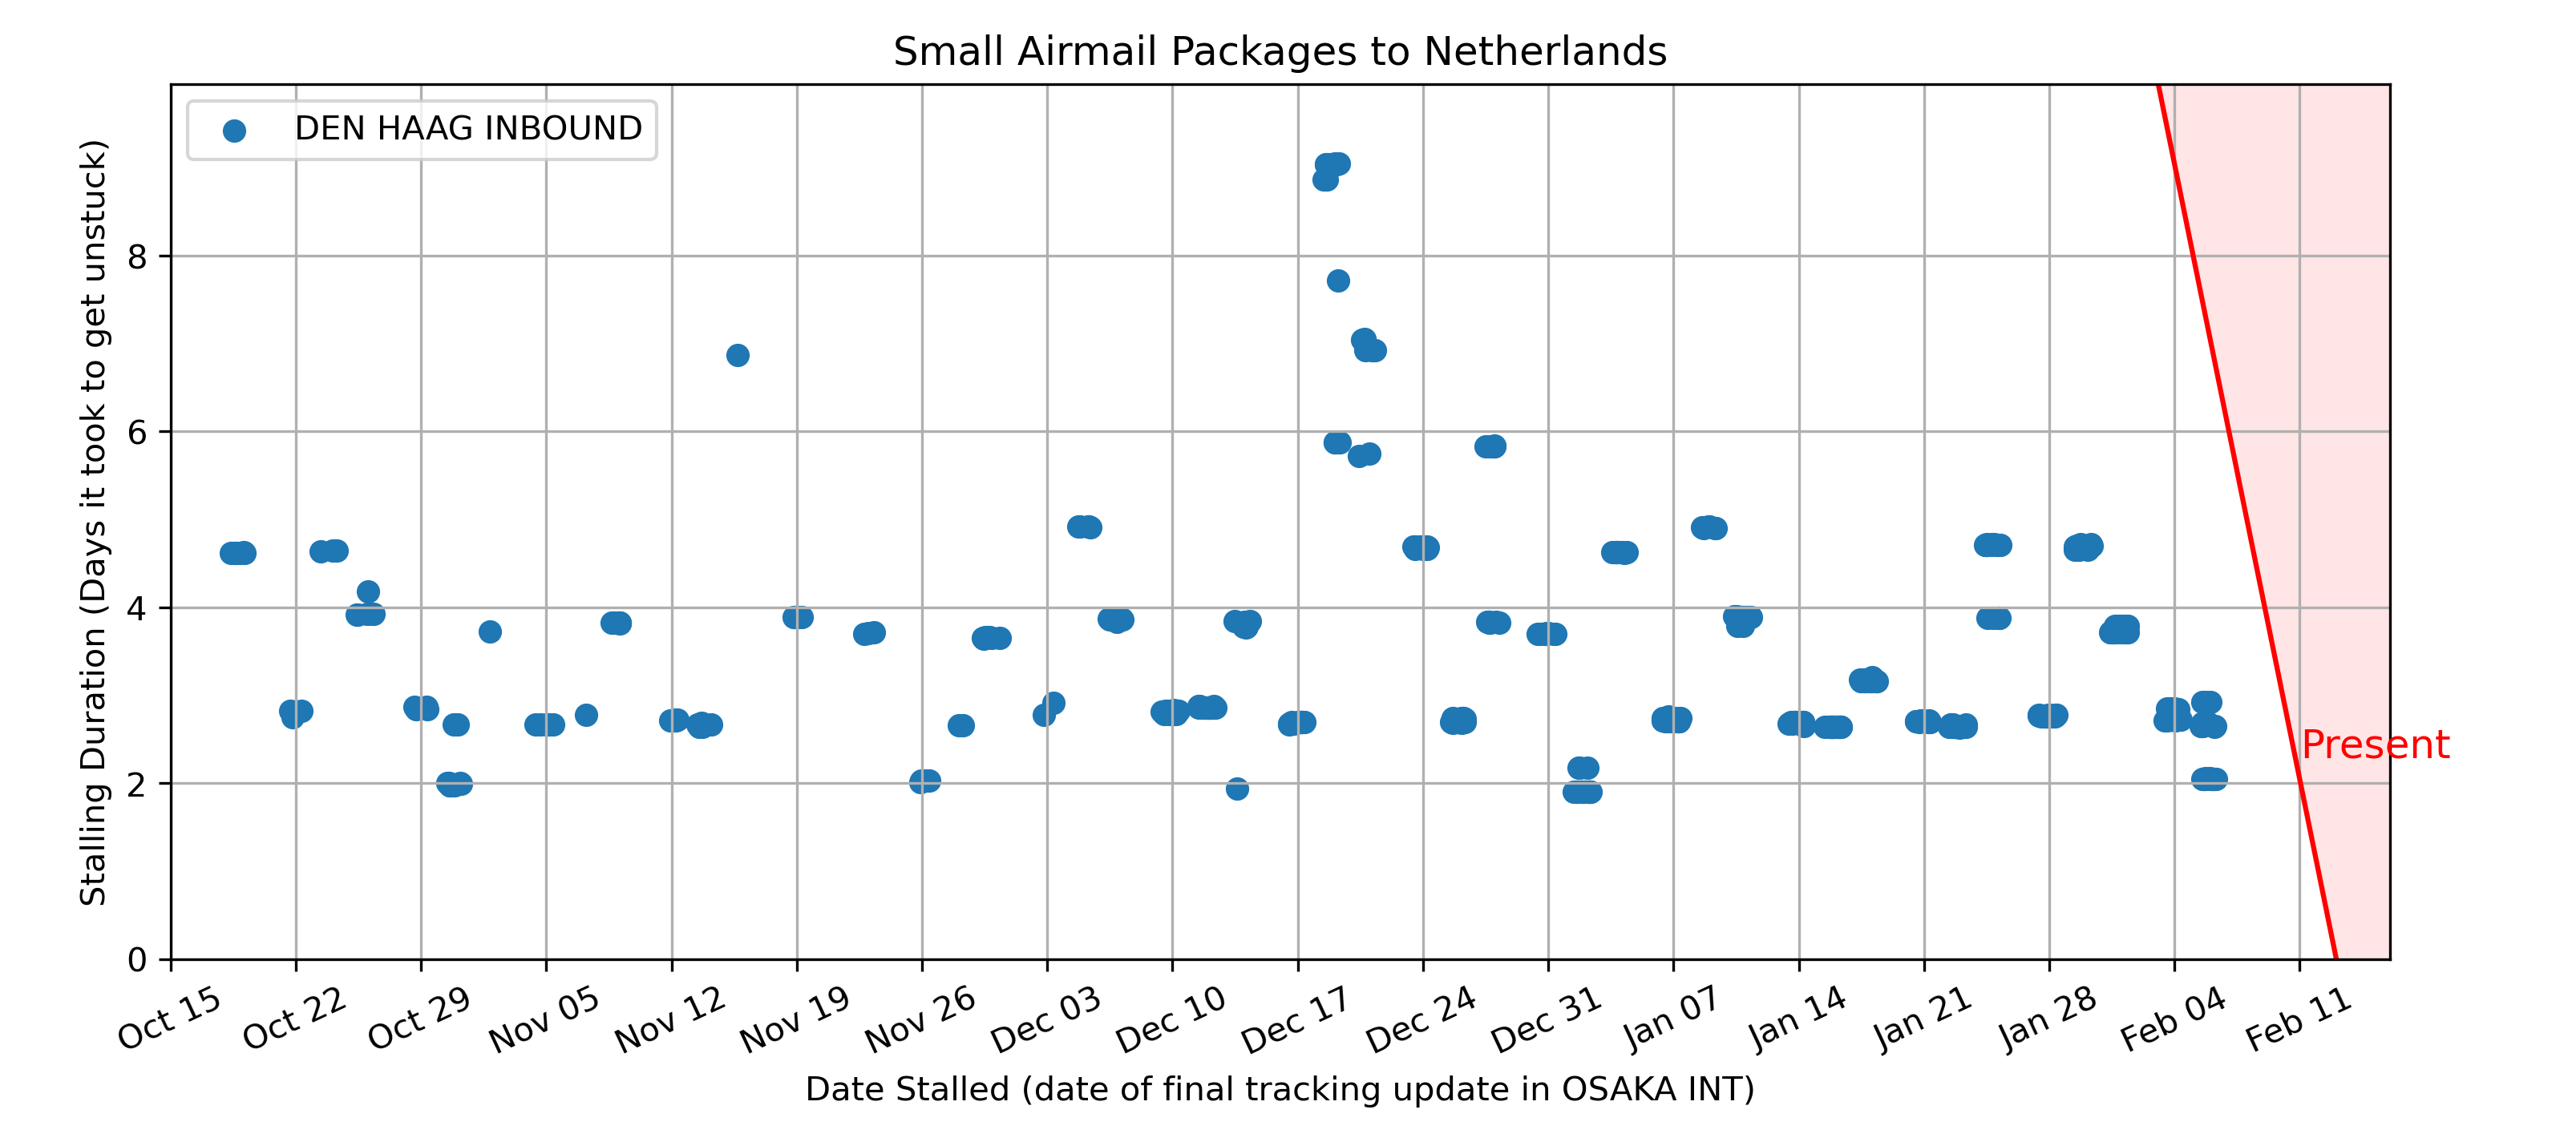 Small Airmail Packages to Netherlands
DEN HAAG INBOUND
Stalling Duration (Days it took to get unstuck)
8
6
4
2
0
Present
Oct 15
Oct 22
Oct 29
Nov 05
Nov 12
Nov 19
Nov 26
Dec 03
Dec 10
Dec 17
Dec 24
Dec 31
Jan 07
Jan 14
Jan 21
Jan 28
Feb 04
Feb 11
Date Stalled (date of final tracking update in OSAKA INT)